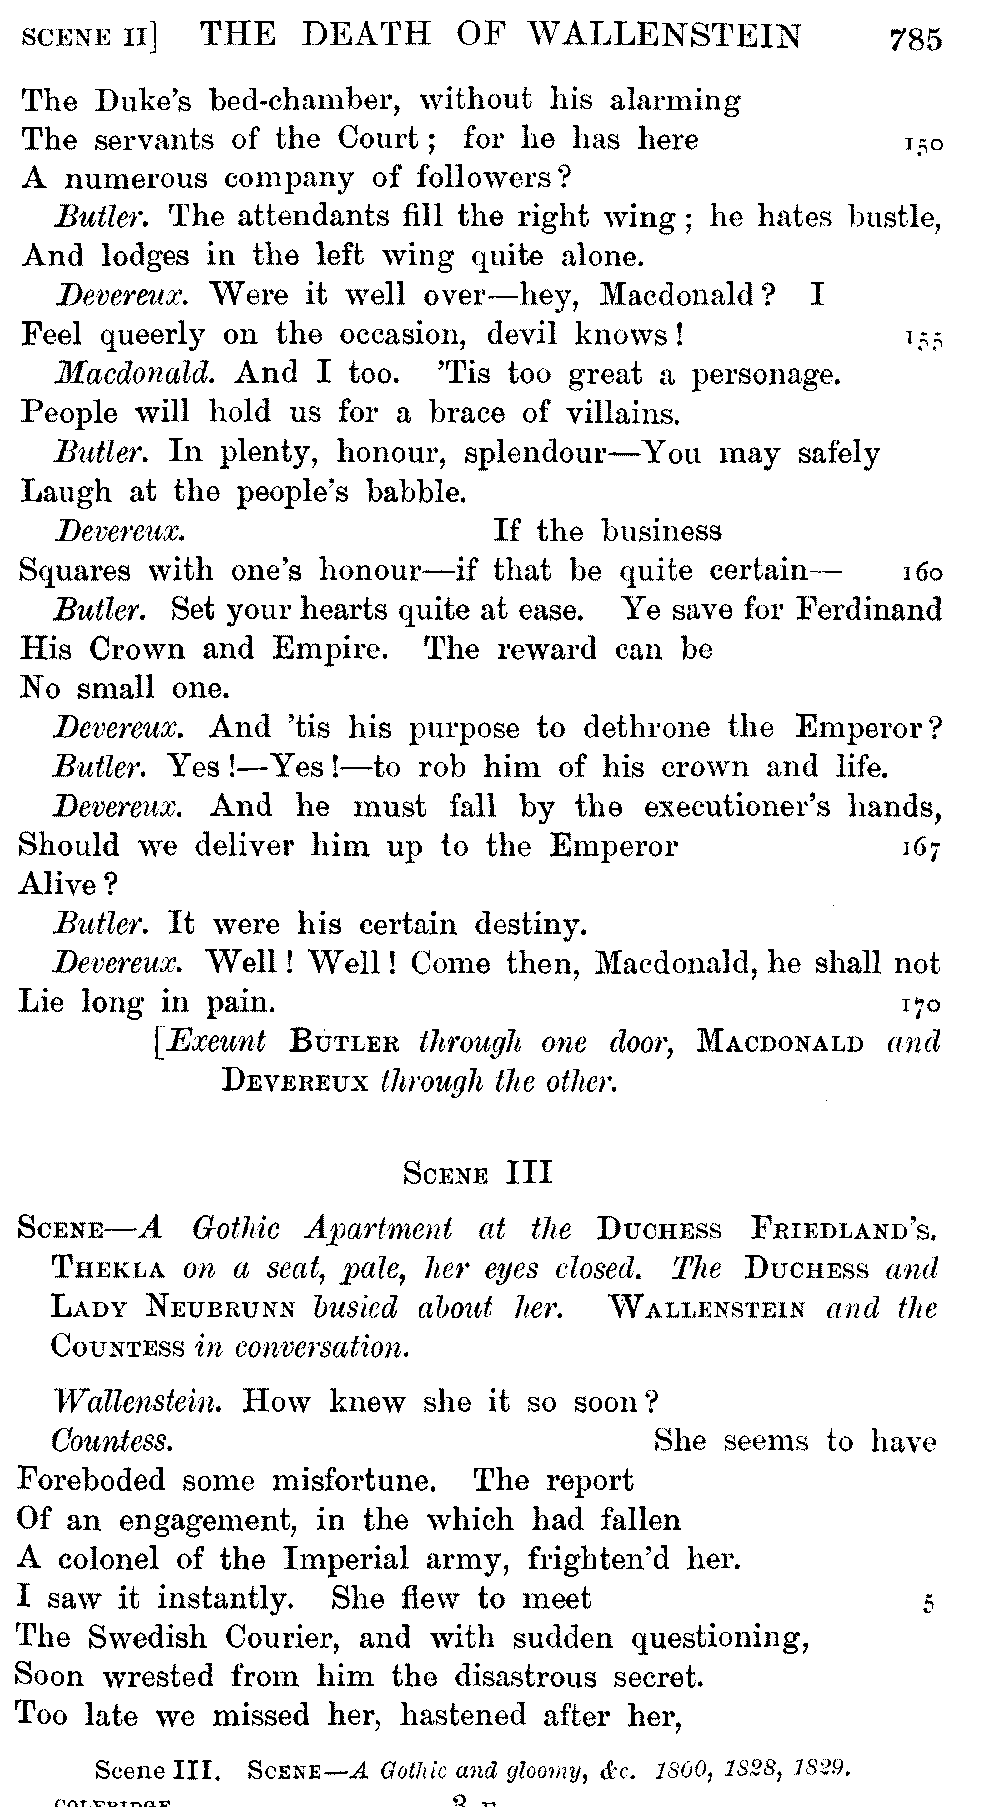 SCENE II] THE DEATH OF WALLENSTEIN 785
The Duke's bed-chamber, without his alarming
The servants of the Court; for he has here 150
A numerous company of followers?
Butler. The attendants fill the right wing; he hates bustle,
And lodges in the left wing quite alone.
Devereux. Were it well over—hey, Macdonald? I
Feel queerly on the occasion, devil knows! 155
Macdonald. And I too. 'Tis too great a personage.
People will hold us for a brace of villains.
Butler. In plenty, honour, splendour—You may safely
Laugh at the people's babble.
Devereux. If the business
Squares with one's honour—if that be quite certain— 160
Butler. Set your hearts quite at ease. Ye save for Ferdinand
His Crown and Empire. The reward can be
No small one.
Devereux. And 'tis his purpose to dethrone the Emperor?
Butler. Yes!—Yes!—to rob him of his crown and life.
Devereux. And he must fall by the executioner's hands,
Should we deliver him up to the Emperor 167
Alive?
Butler. It were his certain destiny.
Devereux. Well! Well! Come then, Macdonald, he shall not
Lie long in pain. 170
[Exeunt BUTLER through one door, MACDONALD and
DEVEREUX through the other.
SCENE III
SCENE—A Gothic Apartment at the DUCHESS FRIEDLAND'S.
THEKLA on a seat, pale, her eyes closed. The DUCHESS and
LADY NEUBRUNN busied about her. WALLENSTEIN and the
COUNTESS in conversation.
Wallenstein. How knew she it so soon?
Countess. She seems to have
Foreboded some misfortune. The report
Of an engagement, in the which had fallen
A colonel of the Imperial army, frighten'd her.
I saw it instantly. She flew to meet 5
The Swedish Courier, and with sudden questioning,
Soon wrested from him the disastrous secret.
Too late we missed her, hastened after her,
Scene III. SCENE—A Gothic and gloomy, &c. 1800, 1828, 1829.
COLERIDGE